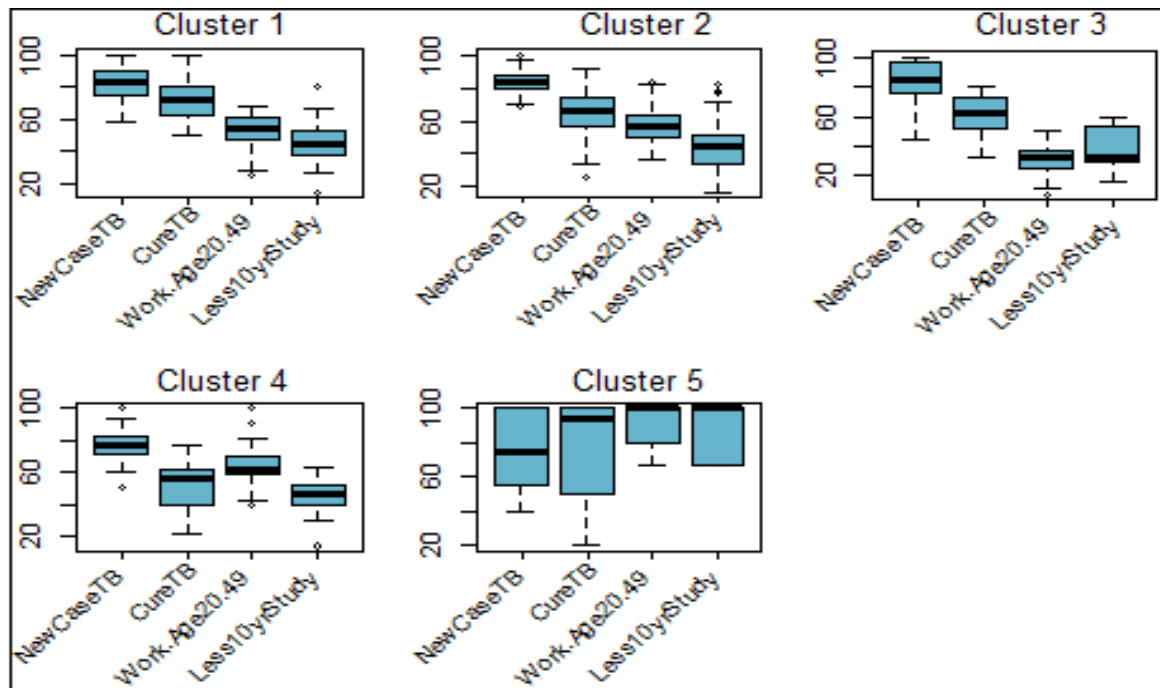 Cluster 1
100
60
20
NewCaseTB
CureTB
Work.Age20.49
Less10yrStudy
Cluster 2
100
60
20
NewCaseTB
CureTB
Work.Age20.49
Less10yrStudy
Cluster 3
100
60
20
NewCaseTB
CureTB
Work.Age20.49
Less10yrStudy
Cluster 4
100
60
20
NewCaseTB
CureTB
Work.Age20.49
Less10yrStudy
Cluster 5
100
60
20
NewCaseTB
CureTB
Work.Age20.49
Less10yrStudy